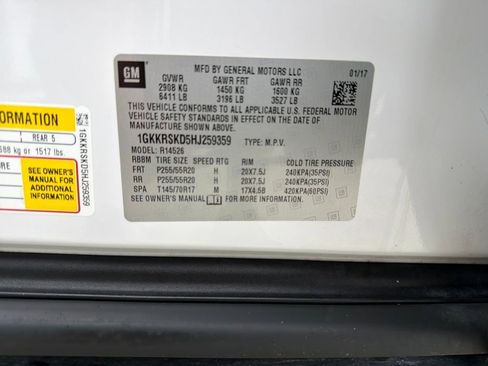 GM
MFD BY GENERAL MOTORS LLC
01/17
GVWR GAWR FRT GAWR RR
2908 KG 1450 KG 1600 KG
6411 LB 3196 LB 3527 LB
THIS VEHICLE CONFORMS TO ALL APPLICABLE U.S. FEDERAL MOTOR
VEHICLE SAFETY STANDARDS IN EFFECT ON THE DATE OF
MANUFACTURE SHOWN ABOVE.
1GKKRSKD5HJ259359 TYPE: M.P.V.
MODEL: R14526
RBBM TIRE SIZE SPEED RTG RIM COLD TIRE PRESSURE
FRT P255/55R20 H 20X7.5J 240KPA(35PSI)
RR P255/55R20 H 20X7.5J 240KPA(35PSI)
SPA T145/70R17 M 17X4.5B 420KPA(60PSI)
SEE OWNER'S MANUAL FOR MORE INFORMATION.
ORMATION
REAR 5
688 kg or 1517 lbs.
SEE OWNER'S
MANUAL FOR
ADDITIONAL
INFORMATION
1GKKRSKD5HJ259359